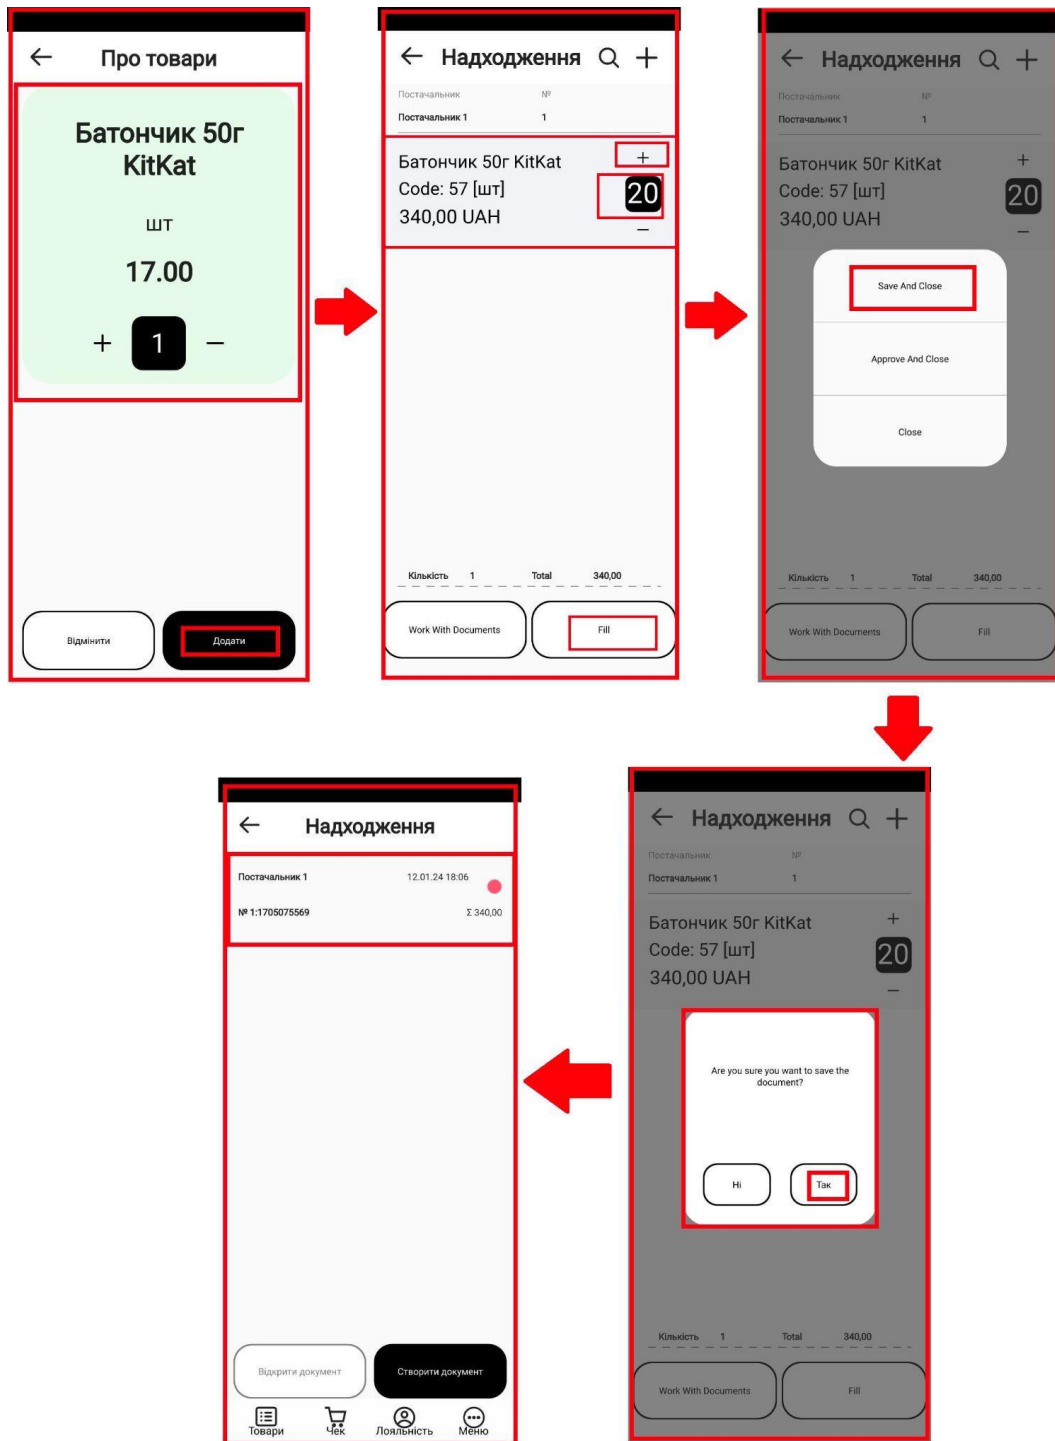 Про товари
Батончик 50г
KitKat
шт
17.00
+ 1 −
Відмінити
Додати
Надходження
Постачальник №
Постачальник 1 1
Батончик 50г KitKat +
Code: 57 [шт] 20
340,00 UAH −
Кількість 1 Total 340,00
Work With Documents
Fill
Надходження
Постачальник №
Постачальник 1 1
Батончик 50г KitKat +
Code: 57 [шт] 20
340,00 UAH −
Save And Close
Approve And Close
Close
Кількість 1 Total 340,00
Work With Documents
Fill
Надходження
Постачальник 1 12.01.24 18:06
№ 1:1705075569 Σ 340,00
Відкрити документ
Створити документ
Товари Чек Лояльність Меню
Надходження
Постачальник №
Постачальник 1 1
Батончик 50г KitKat +
Code: 57 [шт] 20
340,00 UAH −
Are you sure you want to save the
document?
Ні
Так
Кількість 1 Total 340,00
Work With Documents
Fill